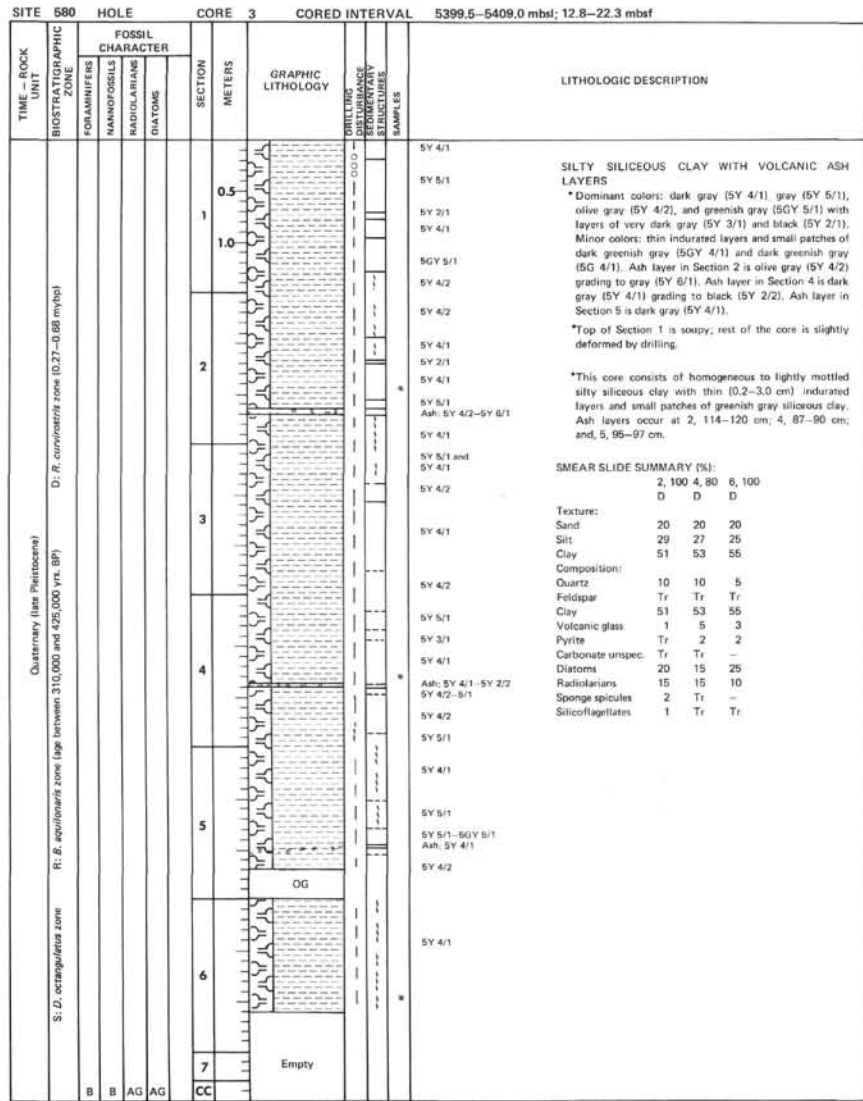 SITE 580 HOLE CORE 3 CORED INTERVAL 5399.5–5409.0 mbsl; 12.8–22.3 mbsf
TIME – ROCK UNIT
BIOSTRATIGRAPHIC ZONE
FOSSIL CHARACTER
FORAMINIFERS
NANNOFOSSILS
RADIOLARIANS
DIATOMS
SECTION
METERS
GRAPHIC LITHOLOGY
DRILLING DISTURBANCE
SEDIMENTARY STRUCTURES
SAMPLES
LITHOLOGIC DESCRIPTION
Quaternary (late Pleistocene)
D: R. curvirostris zone (0.27–0.68 mybp)
R: B. aquilonaris zone (age between 310,000 and 425,000 yrs. BP)
S: D. octangulatus zone
B B AG AG
1
0.5
1.0
2
3
4
5
6
7
CC
OG
Empty
*
*
*
5Y 4/1
5Y 5/1
5Y 2/1
5Y 4/1
5GY 5/1
5Y 4/2
5Y 4/2
5Y 4/1
5Y 2/1
5Y 4/1
5Y 5/1
Ash: 5Y 4/2–5Y 6/1
5Y 4/1
5Y 5/1 and
5Y 4/1
5Y 4/2
5Y 4/1
5Y 4/2
5Y 5/1
5Y 3/1
5Y 4/1
Ash: 5Y 4/1–5Y 2/2
5Y 4/2–5/1
5Y 4/2
5Y 5/1
5Y 4/1
5Y 5/1
5Y 5/1–5GY 5/1
Ash: 5Y 4/1
5Y 4/2
5Y 4/1
SILTY SILICEOUS CLAY WITH VOLCANIC ASH
LAYERS
*Dominant colors: dark gray (5Y 4/1), gray (5Y 5/1),
olive gray (5Y 4/2), and greenish gray (5GY 5/1) with
layers of very dark gray (5Y 3/1) and black (5Y 2/1).
Minor colors: thin indurated layers and small patches of
dark greenish gray (5GY 4/1) and dark greenish gray
(5G 4/1). Ash layer in Section 2 is olive gray (5Y 4/2)
grading to gray (5Y 6/1). Ash layer in Section 4 is dark
gray (5Y 4/1) grading to black (5Y 2/2). Ash layer in
Section 5 is dark gray (5Y 4/1).
*Top of Section 1 is soupy; rest of the core is slightly
deformed by drilling.
*This core consists of homogeneous to lightly mottled
silty siliceous clay with thin (0.2–3.0 cm) indurated
layers and small patches of greenish gray siliceous clay.
Ash layers occur at 2, 114–120 cm; 4, 87–90 cm;
and, 5, 95–97 cm.
SMEAR SLIDE SUMMARY (%):
2, 100 4, 80 6, 100
D D D
Texture:
Sand 20 20 20
Silt 29 27 25
Clay 51 53 55
Composition:
Quartz 10 10 5
Feldspar Tr Tr Tr
Clay 51 53 55
Volcanic glass 1 5 3
Pyrite Tr 2 2
Carbonate unspec. Tr Tr –
Diatoms 20 15 25
Radiolarians 15 15 10
Sponge spicules 2 Tr –
Silicoflagellates 1 Tr Tr